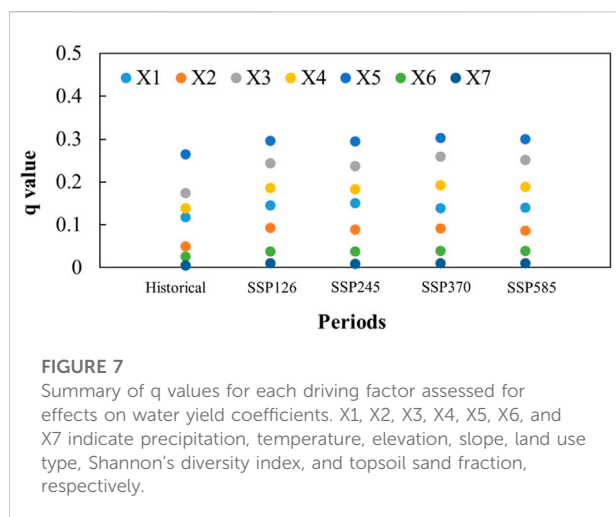 0.5
X1 X2 X3 X4 X5 X6 X7
0.4
0.3
0.2
0.1
0
q value
Historical SSP126 SSP245 SSP370 SSP585
Periods
FIGURE 7
Summary of q values for each driving factor assessed for
effects on water yield coefficients. X1, X2, X3, X4, X5, X6, and
X7 indicate precipitation, temperature, elevation, slope, land use
type, Shannon's diversity index, and topsoil sand fraction,
respectively.